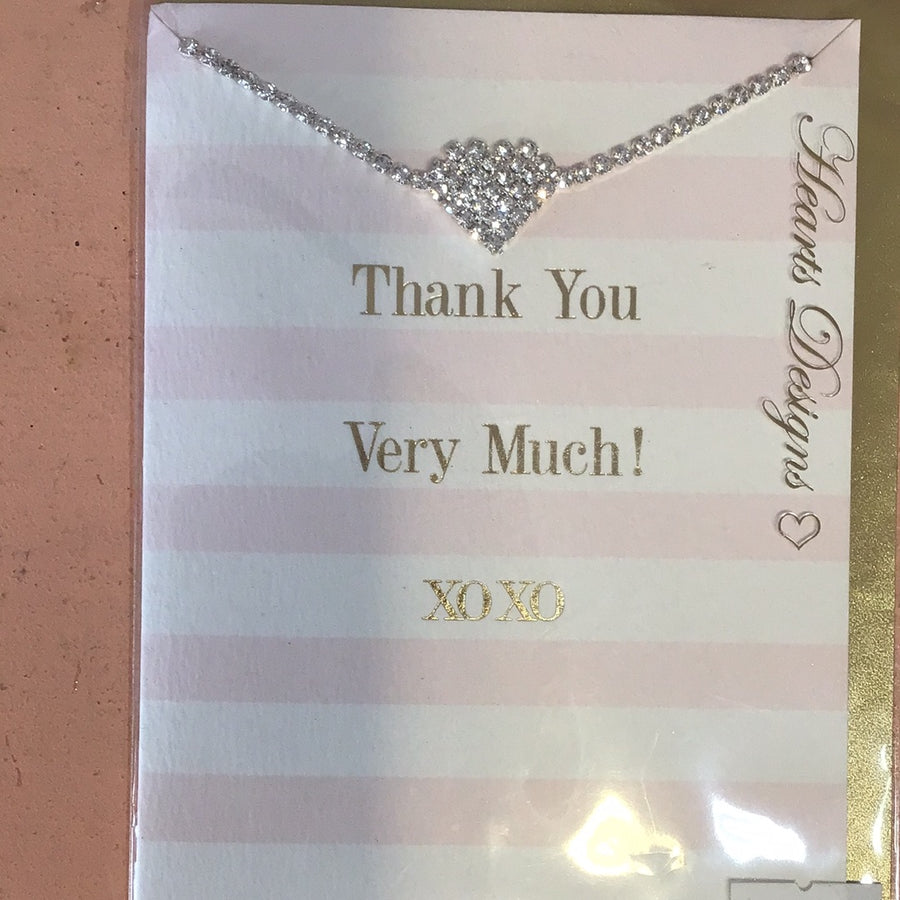 Thank You
Very Much!
XOXO
Hearts Designs ♡